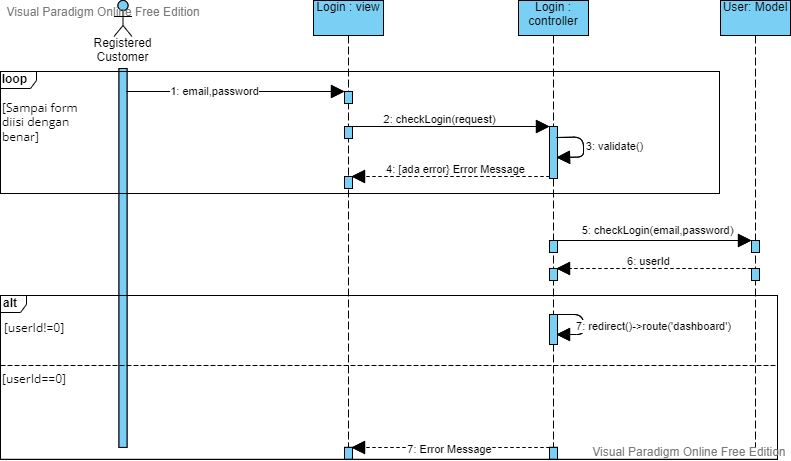 Visual Paradigm Online Free Edition
Login : view
Login :
controller
User: Model
Registered
Customer
loop
[Sampai form
diisi dengan
benar]
1: email,password
2: checkLogin(request)
3: validate()
4: [ada error} Error Message
5: checkLogin(email,password)
6: userId
alt
[userId!=0]
7: redirect()->route('dashboard')
[userId==0]
7: Error Message
Visual Paradigm Online Free Edition